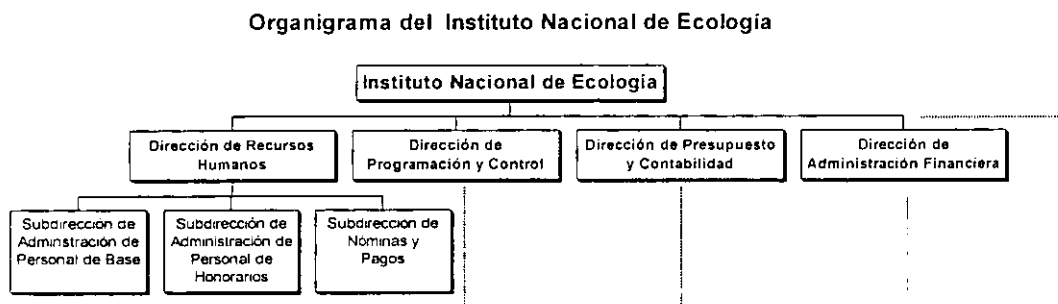 Organigrama del Instituto Nacional de Ecología
Instituto Nacional de Ecología
Dirección de Recursos
Humanos
Dirección de
Programación y Control
Dirección de Presupuesto
y Contabilidad
Dirección de
Administración Financiera
Subdirección de
Adminstración de
Personal de Base
Subdirección de
Administración de
Personal de
Honorarios
Subdirección de
Nóminas y
Pagos